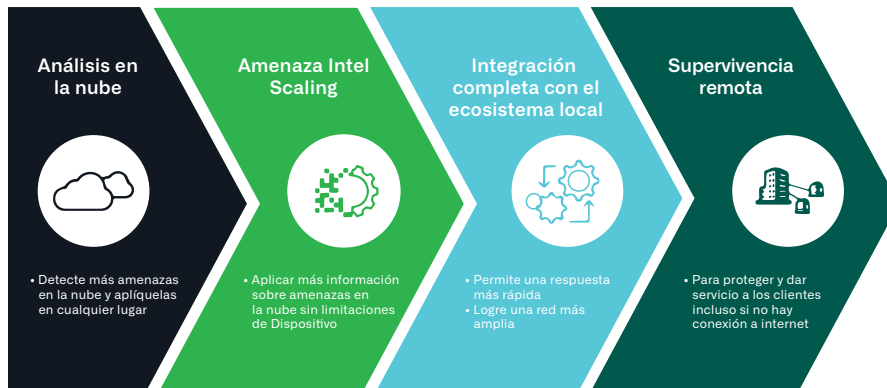 Análisis en
la nube
• Detecte más amenazas
en la nube y aplíquelas
en cualquier lugar
Amenaza Intel
Scaling
• Aplicar más información
sobre amenazas en
la nube sin limitaciones
de Dispositivo
Integración
completa con el
ecosistema local
• Permite una respuesta
más rápida
• Logre una red más
amplia
Supervivencia
remota
• Para proteger y dar
servicio a los clientes
incluso si no hay
conexión a internet